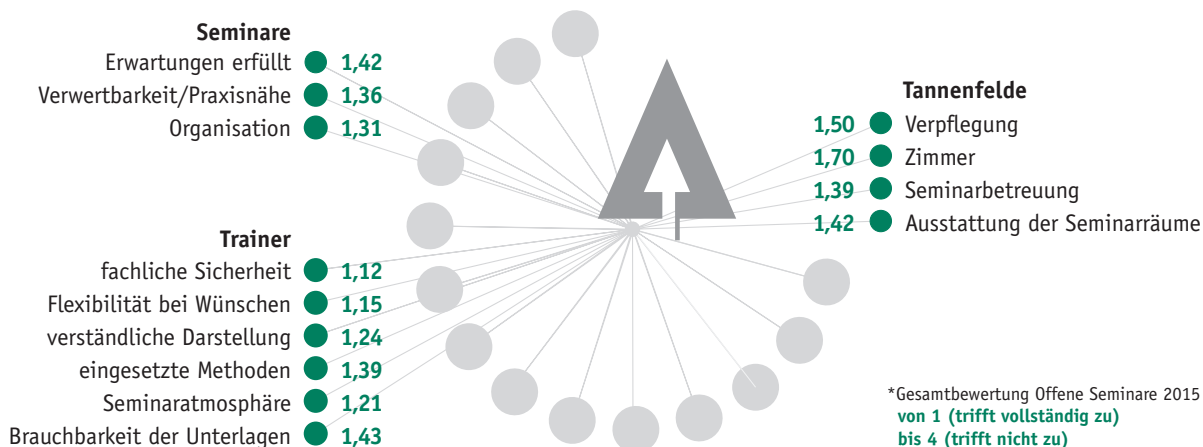 Seminare
Erwartungen erfüllt 1,42
Verwertbarkeit/Praxisnähe 1,36
Organisation 1,31
Trainer
fachliche Sicherheit 1,12
Flexibilität bei Wünschen 1,15
verständliche Darstellung 1,24
eingesetzte Methoden 1,39
Seminaratmosphäre 1,21
Brauchbarkeit der Unterlagen 1,43
Tannenfelde
1,50 Verpflegung
1,70 Zimmer
1,39 Seminarbetreuung
1,42 Ausstattung der Seminarräume
*Gesamtbewertung Offene Seminare 2015
von 1 (trifft vollständig zu)
bis 4 (trifft nicht zu)